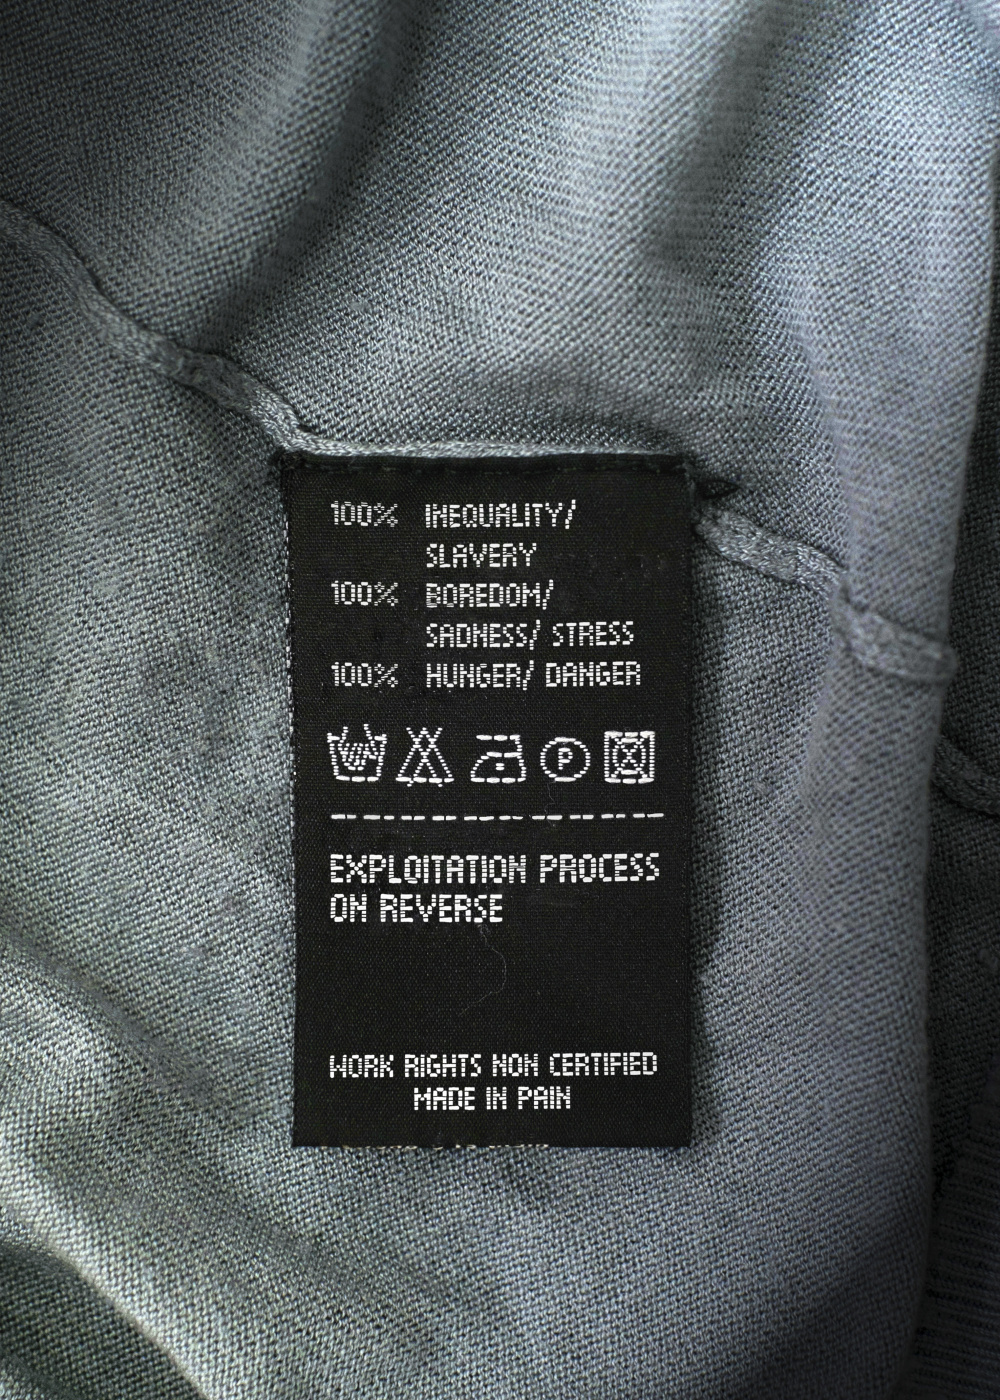 100% INEQUALITY/
SLAVERY
100% BOREDOM/
SADNESS/ STRESS
100% HUNGER/ DANGER
P
EXPLOITATION PROCESS
ON REVERSE
WORK RIGHTS NON CERTIFIED
MADE IN PAIN